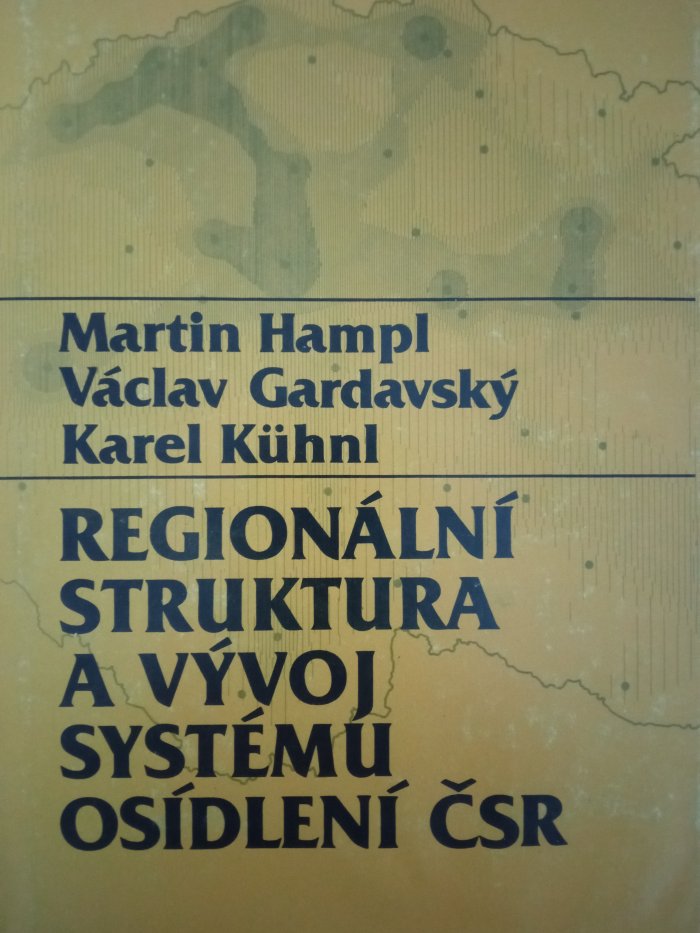 Martin Hampl
Václav Gardavský
Karel Kühnl
REGIONÁLNÍ
STRUKTURA
A VÝVOJ
SYSTÉMU
OSÍDLENÍ ČSR